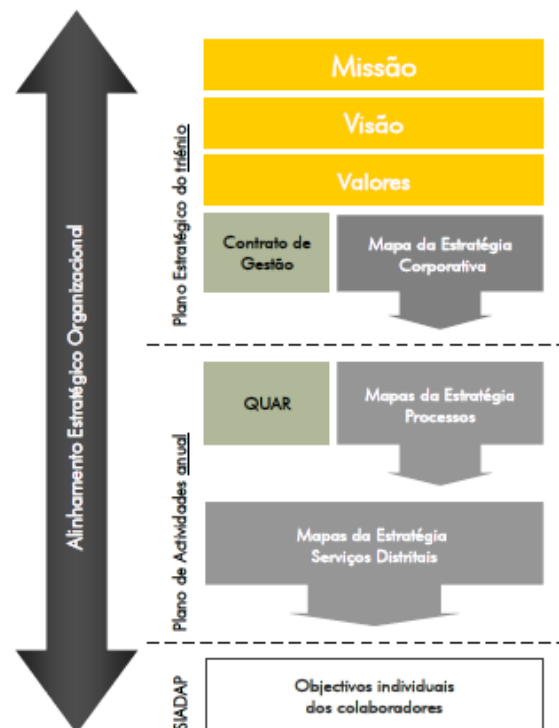 Alinhamento Estratégico Organizacional
Plano Estratégico do triénio
Missão
Visão
Valores
Contrato de
Gestão
Mapa da Estratégia
Corporativa
Plano de Actividades anual
QUAR
Mapas da Estratégia
Processos
Mapas da Estratégia
Serviços Distritais
SIADAP
Objectivos individuais
dos colaboradores